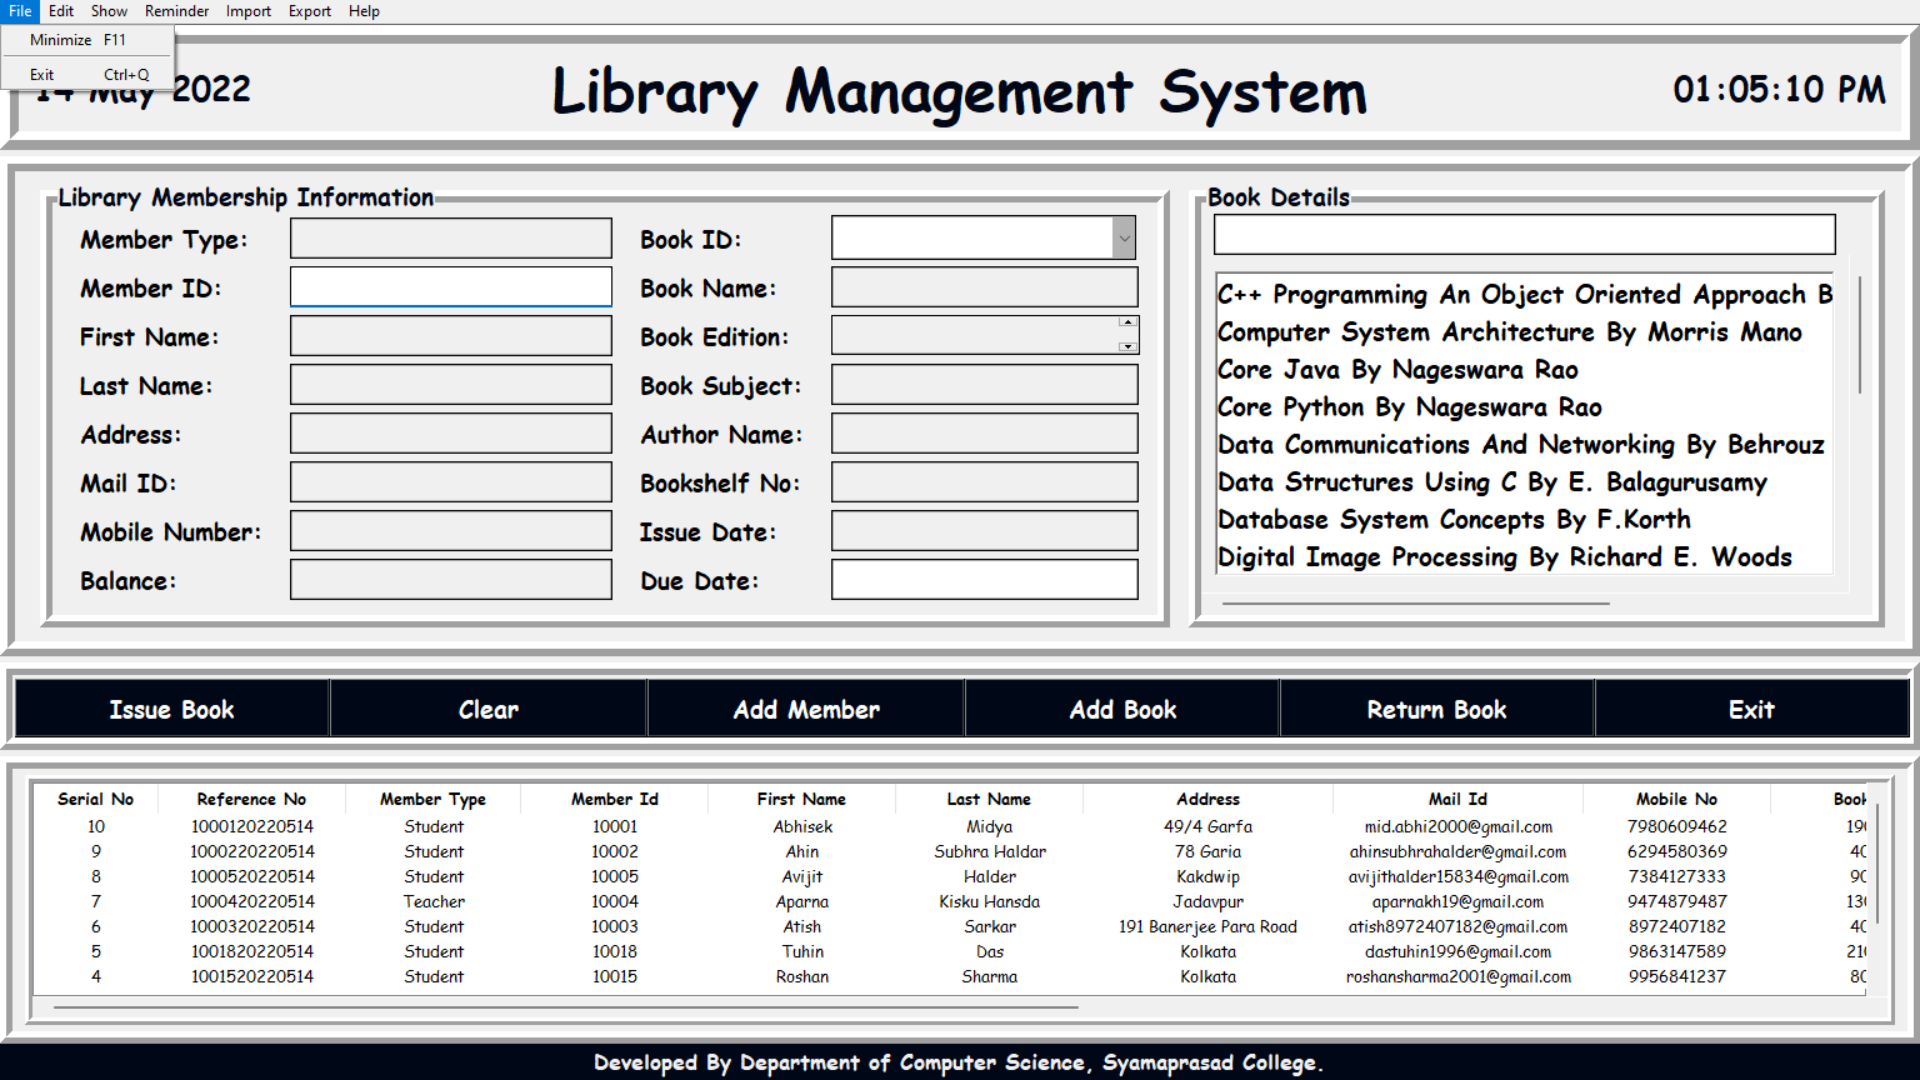 File Edit Show Reminder Import Export Help
Minimize F11
Exit Ctrl+Q
14 May 2022
Library Management System
01:05:10 PM
Library Membership Information
Member Type:
Member ID:
First Name:
Last Name:
Address:
Mail ID:
Mobile Number:
Balance:
Book ID:
Book Name:
Book Edition:
Book Subject:
Author Name:
Bookshelf No:
Issue Date:
Due Date:
Book Details
C++ Programming An Object Oriented Approach B
Computer System Architecture By Morris Mano
Core Java By Nageswara Rao
Core Python By Nageswara Rao
Data Communications And Networking By Behrouz
Data Structures Using C By E. Balagurusamy
Database System Concepts By F.Korth
Digital Image Processing By Richard E. Woods
Issue Book Clear Add Member Add Book Return Book Exit
Serial No Reference No Member Type Member Id First Name Last Name Address Mail Id Mobile No Book
10 1000120220514 Student 10001 Abhisek Midya 49/4 Garfa mid.abhi2000@gmail.com 7980609462
9 1000220220514 Student 10002 Ahin Subhra Haldar 78 Garia ahinsubhrahalder@gmail.com 6294580369
8 1000520220514 Student 10005 Avijit Halder Kakdwip avijithalder15834@gmail.com 7384127333
7 1000420220514 Teacher 10004 Aparna Kisku Hansda Jadavpur aparnakh19@gmail.com 9474879487
6 1000320220514 Student 10003 Atish Sarkar 191 Banerjee Para Road atish8972407182@gmail.com 8972407182
5 1001820220514 Student 10018 Tuhin Das Kolkata dastuhin1996@gmail.com 9863147589
4 1001520220514 Student 10015 Roshan Sharma Kolkata roshansharma2001@gmail.com 9956841237
Developed By Department of Computer Science, Syamaprasad College.